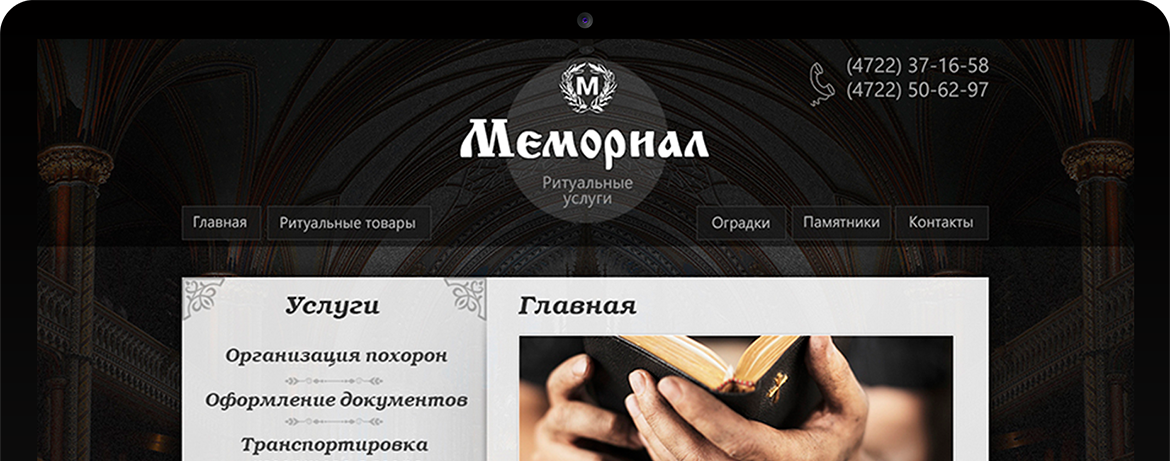 (4722) 37-16-58
(4722) 50-62-97
М
Мемориал
Ритуальные
услуги
Главная
Ритуальные товары
Оградки
Памятники
Контакты
Услуги
Организация похорон
Оформление документов
Транспортировка
Главная